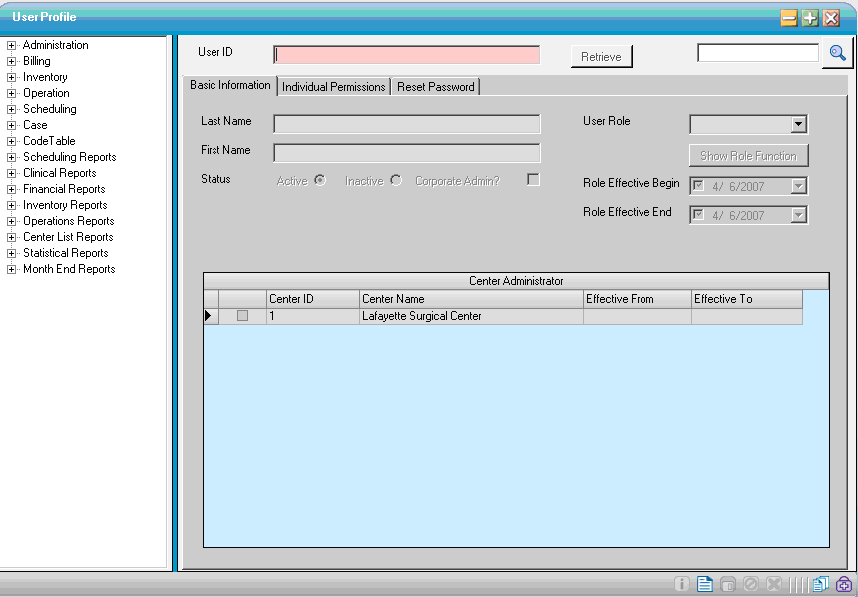 User Profile
Administration
Billing
Inventory
Operation
Scheduling
Case
CodeTable
Scheduling Reports
Clinical Reports
Financial Reports
Inventory Reports
Operations Reports
Center List Reports
Statistical Reports
Month End Reports
User ID
Retrieve
Basic Information
Individual Permissions
Reset Password
Last Name
First Name
Status
Active
Inactive
Corporate Admin?
User Role
Show Role Function
Role Effective Begin
4/ 6/2007
Role Effective End
4/ 6/2007
Center Administrator
Center ID
Center Name
Effective From
Effective To
1
Lafayette Surgical Center